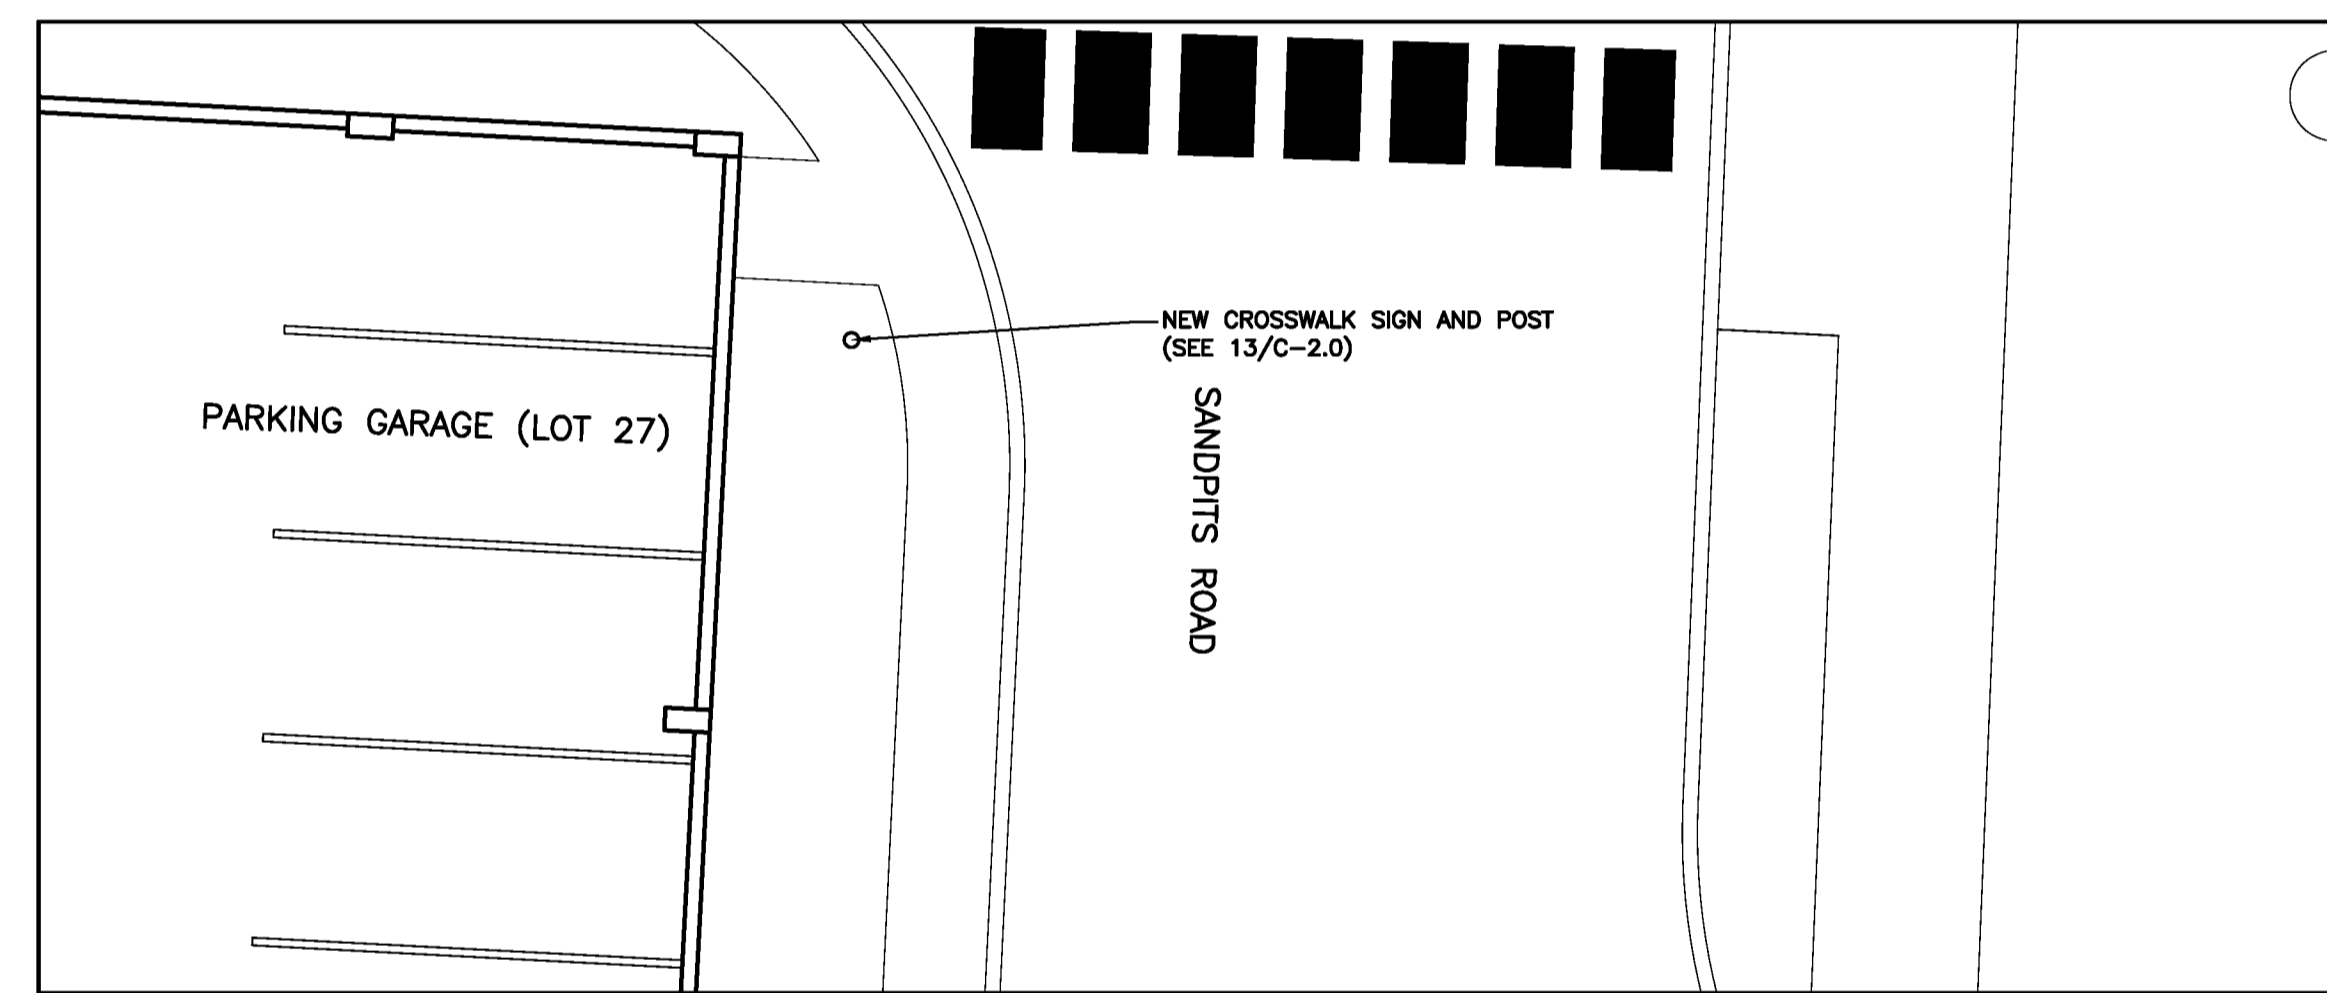 NEW CROSSWALK SIGN AND POST
(SEE 13/C-2.0)
PARKING GARAGE (LOT 27)
SANDPITS ROAD